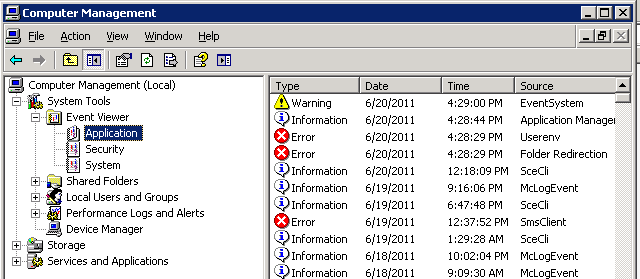 Computer Management
File Action View Window Help
Computer Management (Local)
System Tools
Event Viewer
Application
Security
System
Shared Folders
Local Users and Groups
Performance Logs and Alerts
Device Manager
Storage
Services and Applications
Type Date Time Source
Warning 6/20/2011 4:29:00 PM EventSystem
Information 6/20/2011 4:28:44 PM Application Manager
Error 6/20/2011 4:28:29 PM Userenv
Error 6/20/2011 4:28:29 PM Folder Redirection
Information 6/20/2011 12:18:09 PM SceCli
Information 6/19/2011 9:16:06 PM McLogEvent
Information 6/19/2011 6:47:48 PM SceCli
Error 6/19/2011 12:37:52 PM SmsClient
Information 6/19/2011 1:29:28 AM SceCli
Information 6/18/2011 10:02:04 PM McLogEvent
Information 6/18/2011 9:09:30 AM McLogEvent